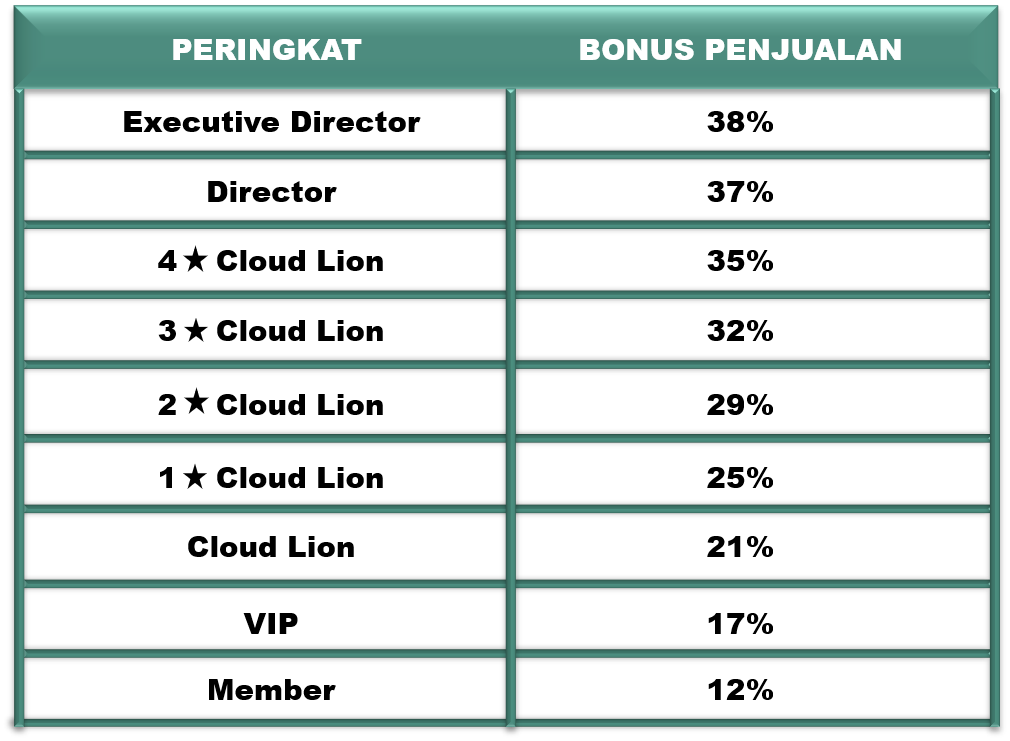 PERINGKAT BONUS PENJUALAN
Executive Director 38%
Director 37%
4 ★ Cloud Lion 35%
3 ★ Cloud Lion 32%
2 ★ Cloud Lion 29%
1 ★ Cloud Lion 25%
Cloud Lion 21%
VIP 17%
Member 12%